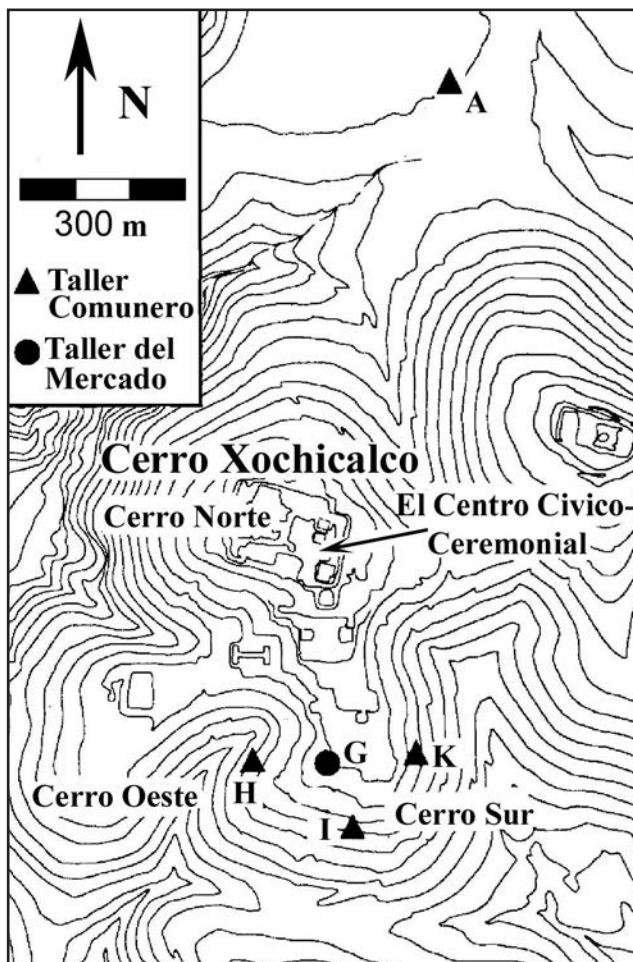 N
300 m
Taller
Comunero
Taller del
Mercado
A
Cerro Xochicalco
Cerro Norte
El Centro Civico-
Ceremonial
G
K
H
Cerro Oeste
I
Cerro Sur